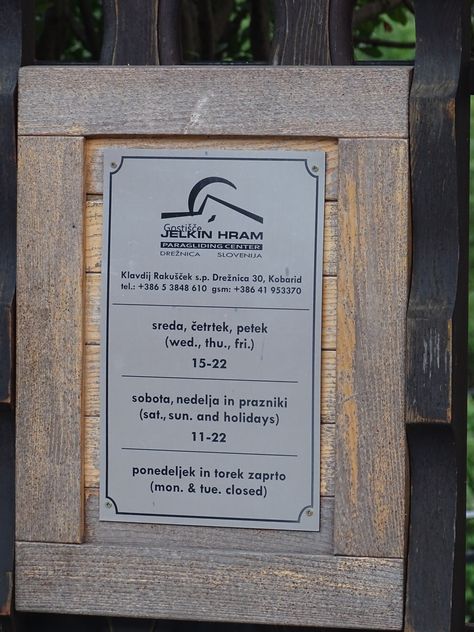 Gostišče
JELKIN HRAM
PARAGLIDING CENTER
DREŽNICA SLOVENIJA
Klavdij Rakušček s.p. Drežnica 30, Kobarid
tel.: +386 5 3848 610 gsm: +386 41 953370
sreda, četrtek, petek
(wed., thu., fri.)
15-22
sobota, nedelja in prazniki
(sat., sun. and holidays)
11-22
ponedeljek in torek zaprto
(mon. & tue. closed)